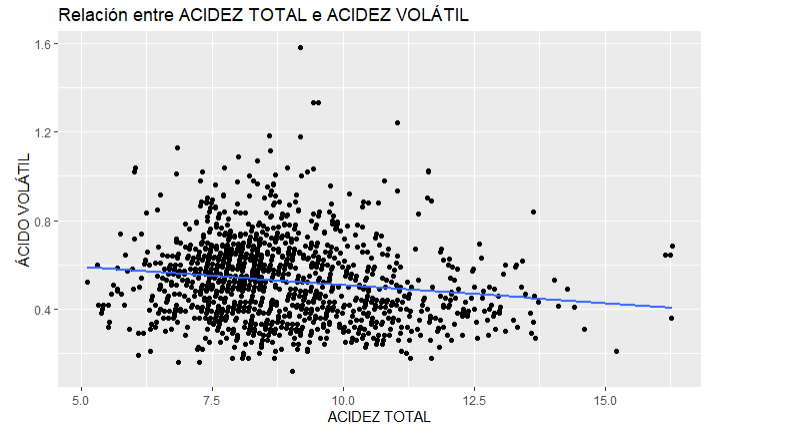 Relación entre ACIDEZ TOTAL e ACIDEZ VOLÁTIL
ÁCIDO VOLÁTIL
1.6
1.2
0.8
0.4
5.0 7.5 10.0 12.5 15.0
ACIDEZ TOTAL